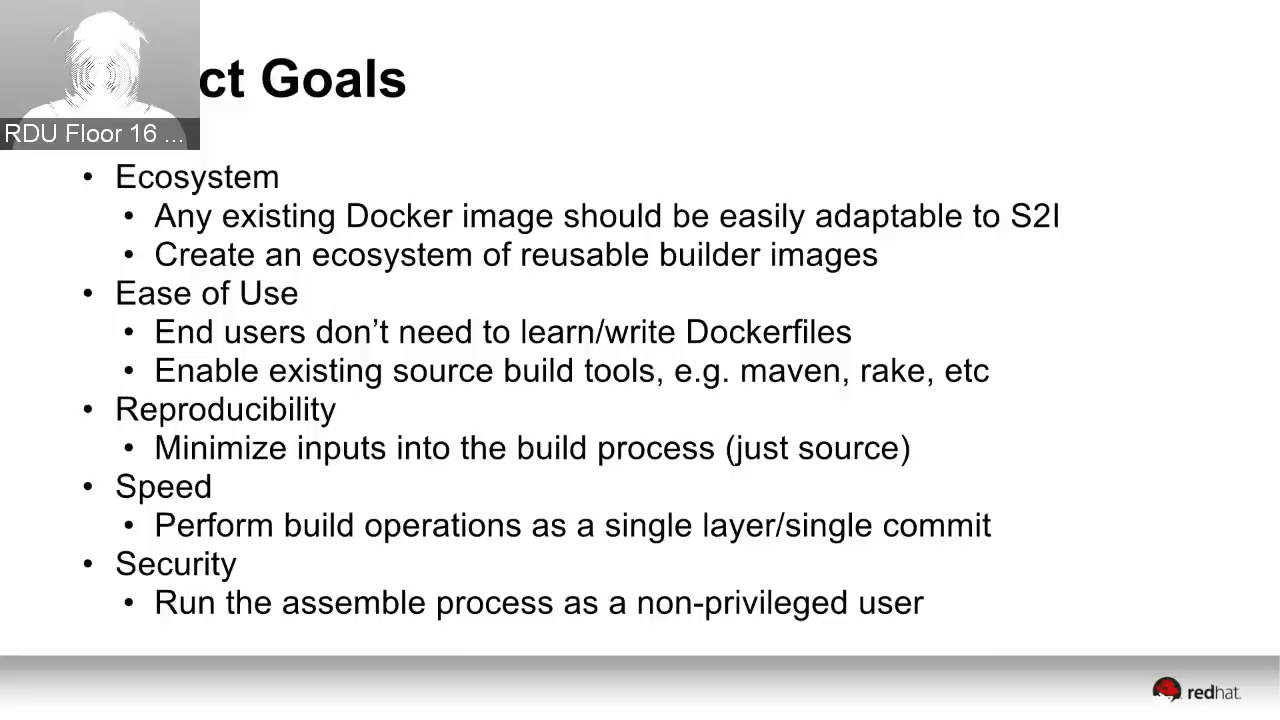 ct Goals
RDU Floor 16 ...
• Ecosystem
• Any existing Docker image should be easily adaptable to S2I
• Create an ecosystem of reusable builder images
• Ease of Use
• End users don’t need to learn/write Dockerfiles
• Enable existing source build tools, e.g. maven, rake, etc
• Reproducibility
• Minimize inputs into the build process (just source)
• Speed
• Perform build operations as a single layer/single commit
• Security
• Run the assemble process as a non-privileged user
redhat.